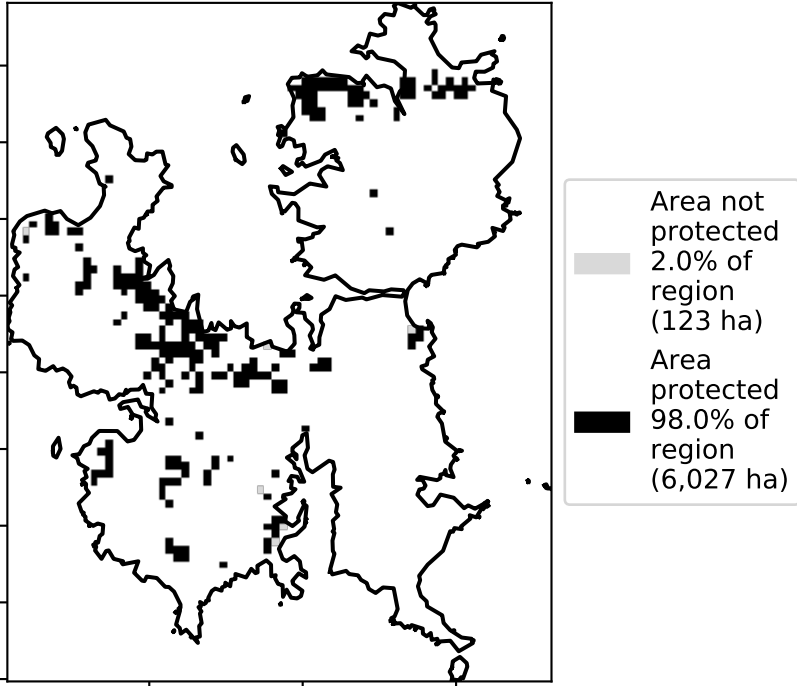 Area not
protected
2.0% of
region
(123 ha)
Area
protected
98.0% of
region
(6,027 ha)